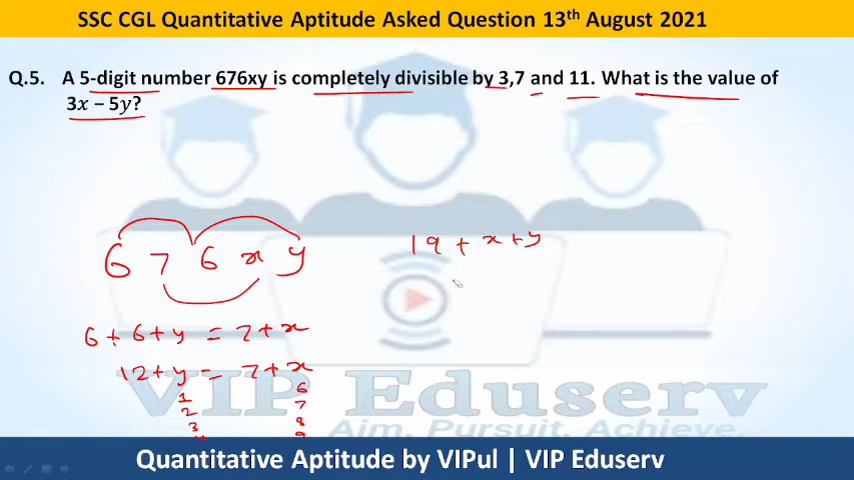 SSC CGL Quantitative Aptitude Asked Question 13th August 2021
Q.5. A 5-digit number 676xy is completely divisible by 3,7 and 11. What is the value of
3x − 5y?
6 7 6 x y
19 + x + y
6 + 6 + y = 7 + x
12 + y = 7 + x
1 6
2 7
3 8
4 9
VIP Eduserv
Aim. Pursuit. Achieve.
Quantitative Aptitude by VIPul | VIP Eduserv